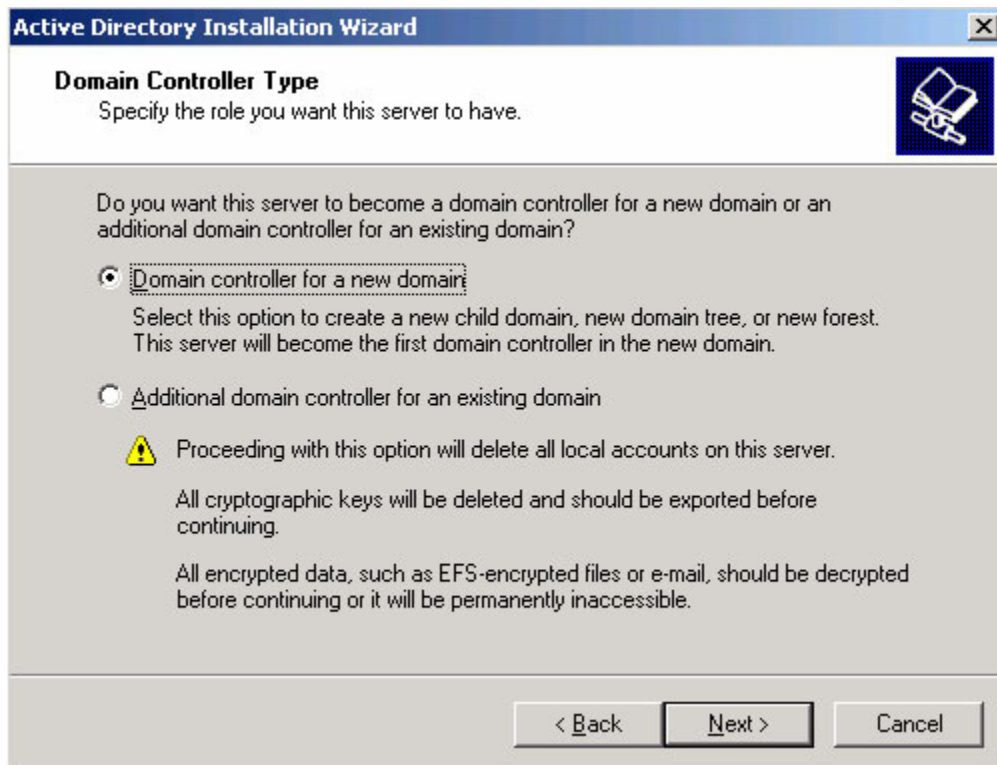 Active Directory Installation Wizard
Domain Controller Type
Specify the role you want this server to have.
Do you want this server to become a domain controller for a new domain or an
additional domain controller for an existing domain?
Domain controller for a new domain
Select this option to create a new child domain, new domain tree, or new forest.
This server will become the first domain controller in the new domain.
Additional domain controller for an existing domain
Proceeding with this option will delete all local accounts on this server.
All cryptographic keys will be deleted and should be exported before
continuing.
All encrypted data, such as EFS-encrypted files or e-mail, should be decrypted
before continuing or it will be permanently inaccessible.
< Back Next > Cancel